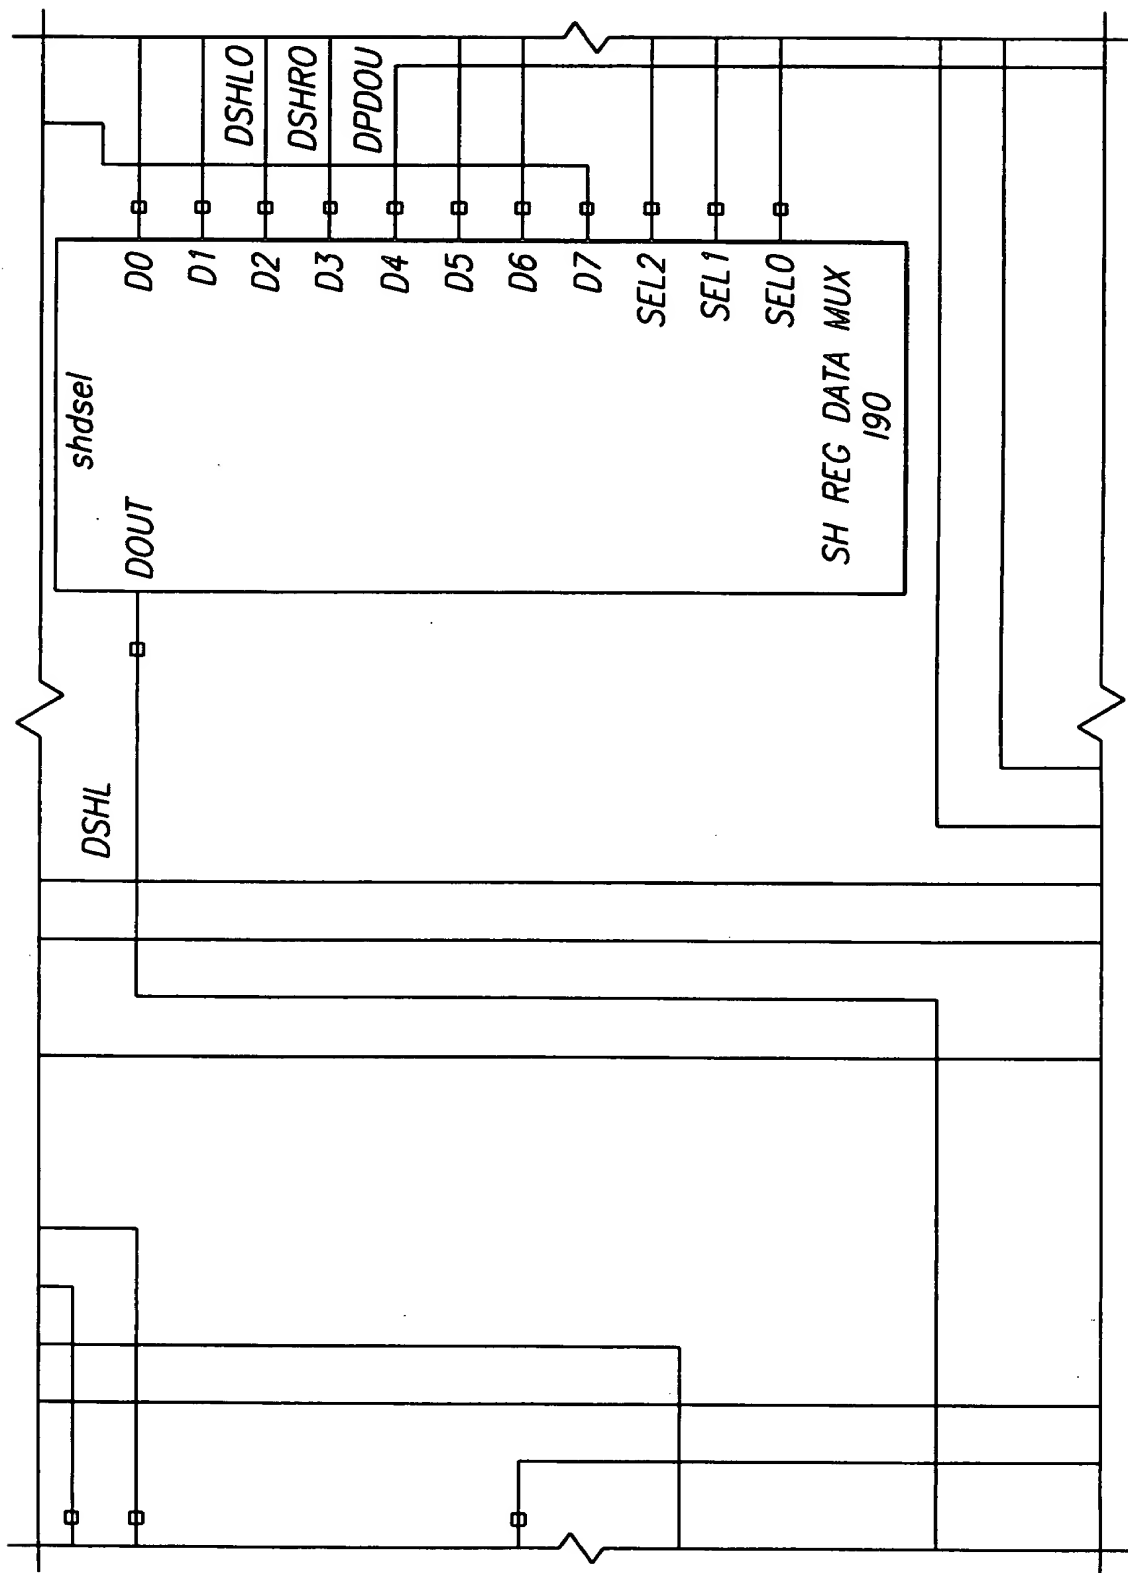 DSHLO
DSHRO
DPDOU
D0
D1
D2
D3
D4
D5
D6
D7
SEL2
SEL1
SEL0
shdsel
DOUT
SH REG DATA MUX
190
DSHL